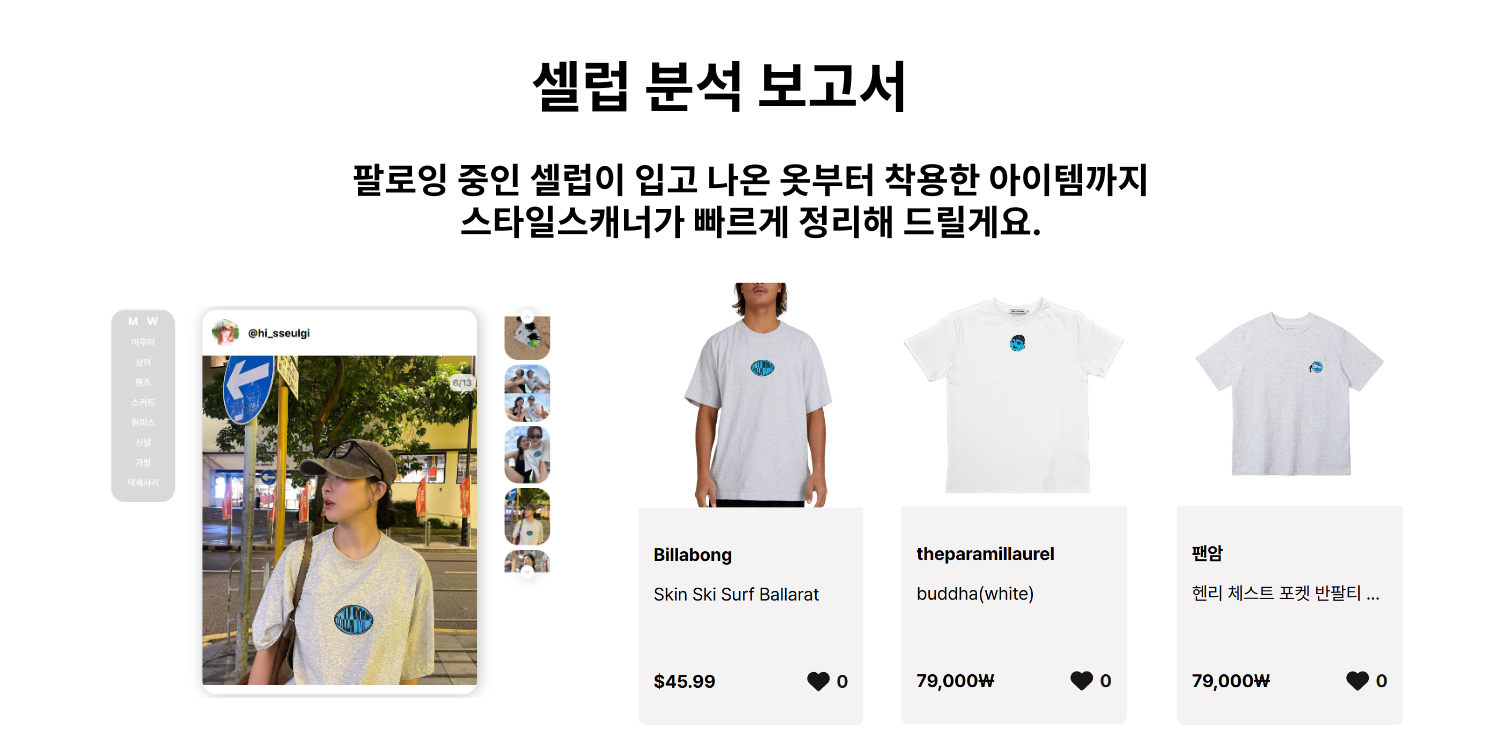 셀럽 분석 보고서
팔로잉 중인 셀럽이 입고 나온 옷부터 착용한 아이템까지
스타일스캐너가 빠르게 정리해 드릴게요.
M W
아우터
상의
팬츠
스커트
원피스
신발
가방
악세사리
@hi_sseulgi
6/13
Billabong
Skin Ski Surf Ballarat
$45.99
0
theparamillaurel
buddha(white)
79,000₩
0
팬암
헨리 체스트 포켓 반팔티 ...
79,000₩
0